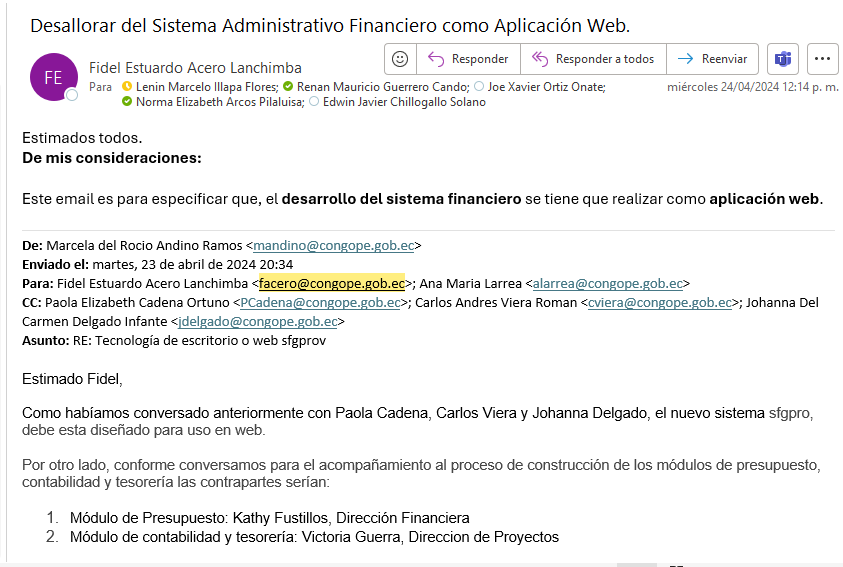 Desallorar del Sistema Administrativo Financiero como Aplicación Web.
FE
Fidel Estuardo Acero Lanchimba
Responder
Responder a todos
Reenviar
Para Lenin Marcelo Illapa Flores; Renan Mauricio Guerrero Cando; Joe Xavier Ortiz Onate;
miércoles 24/04/2024 12:14 p. m.
Norma Elizabeth Arcos Pilaluisa; Edwin Javier Chillogallo Solano
Estimados todos.
De mis consideraciones:
Este email es para especificar que, el desarrollo del sistema financiero se tiene que realizar como aplicación web.
De: Marcela del Rocio Andino Ramos <mandino@congope.gob.ec>
Enviado el: martes, 23 de abril de 2024 20:34
Para: Fidel Estuardo Acero Lanchimba <facero@congope.gob.ec>; Ana Maria Larrea <alarrea@congope.gob.ec>
CC: Paola Elizabeth Cadena Ortuno <PCadena@congope.gob.ec>; Carlos Andres Viera Roman <cviera@congope.gob.ec>; Johanna Del
Carmen Delgado Infante <jdelgado@congope.gob.ec>
Asunto: RE: Tecnología de escritorio o web sfgprov
Estimado Fidel,
Como habíamos conversado anteriormente con Paola Cadena, Carlos Viera y Johanna Delgado, el nuevo sistema sfgpro,
debe esta diseñado para uso en web.
Por otro lado, conforme conversamos para el acompañamiento al proceso de construcción de los módulos de presupuesto,
contabilidad y tesorería las contrapartes serían:
1. Módulo de Presupuesto: Kathy Fustillos, Dirección Financiera
2. Módulo de contabilidad y tesorería: Victoria Guerra, Direccion de Proyectos